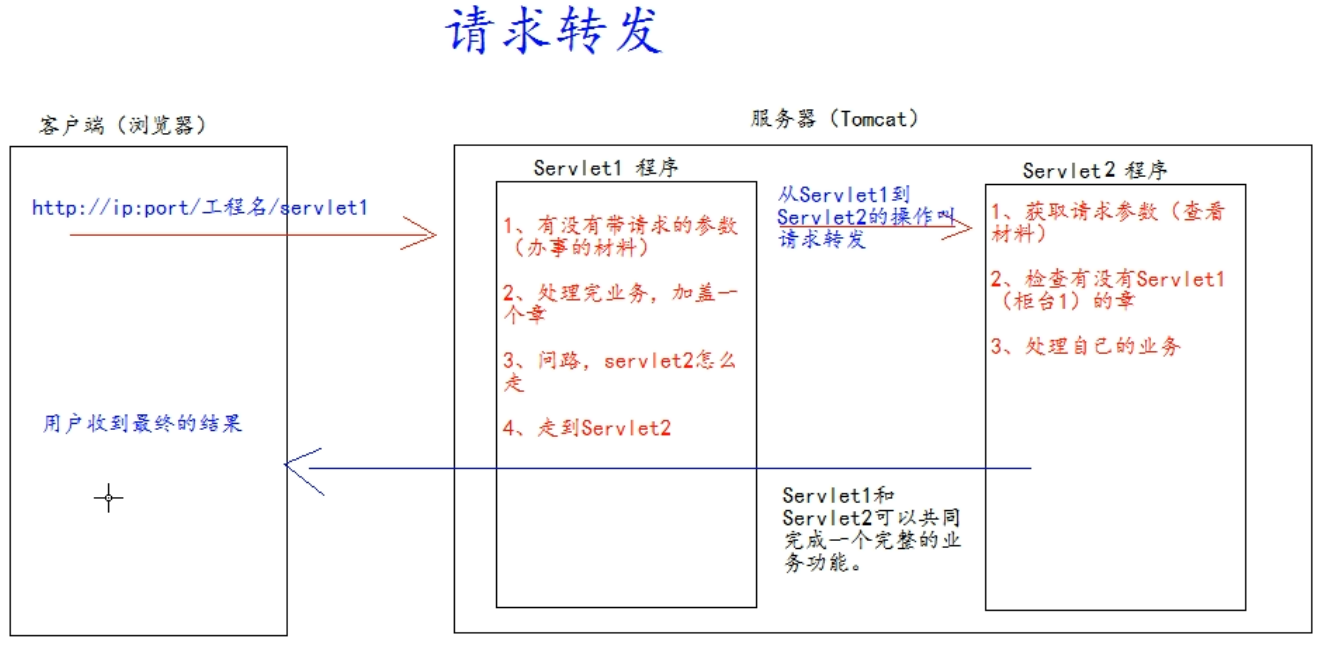 请求转发
客户端（浏览器）
http://ip:port/工程名/servlet1
用户收到最终的结果
服务器（Tomcat）
Servlet1 程序
1、有没有带请求的参数
（办事的材料）
2、处理完业务，加盖一
个章
3、问路，servlet2怎么
走
4、走到Servlet2
从Servlet1到
Servlet2的操作叫
请求转发
Servlet2 程序
1、获取请求参数（查看
材料）
2、检查有没有Servlet1
（柜台1）的章
3、处理自己的业务
Servlet1和
Servlet2可以共同
完成一个完整的业
务功能。